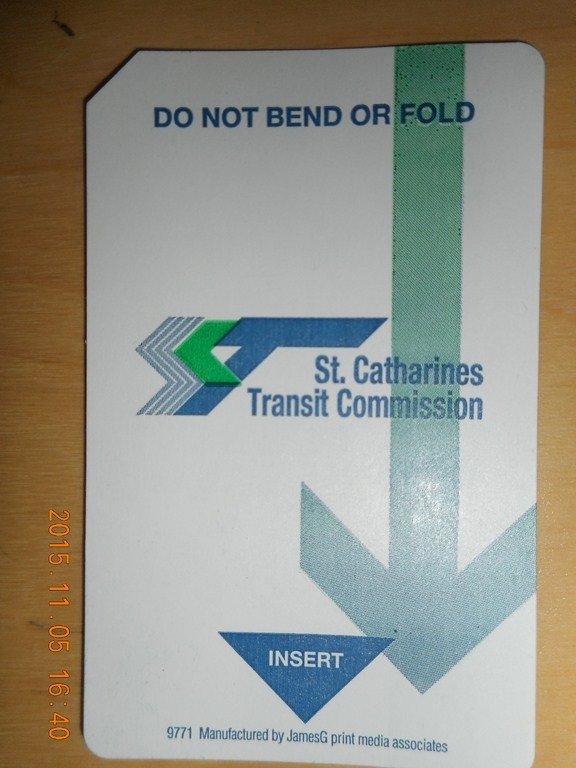 DO NOT BEND OR FOLD
St. Catharines
Transit Commission
INSERT
9771 Manufactured by JamesG print media associates
2015.11.05 16:40